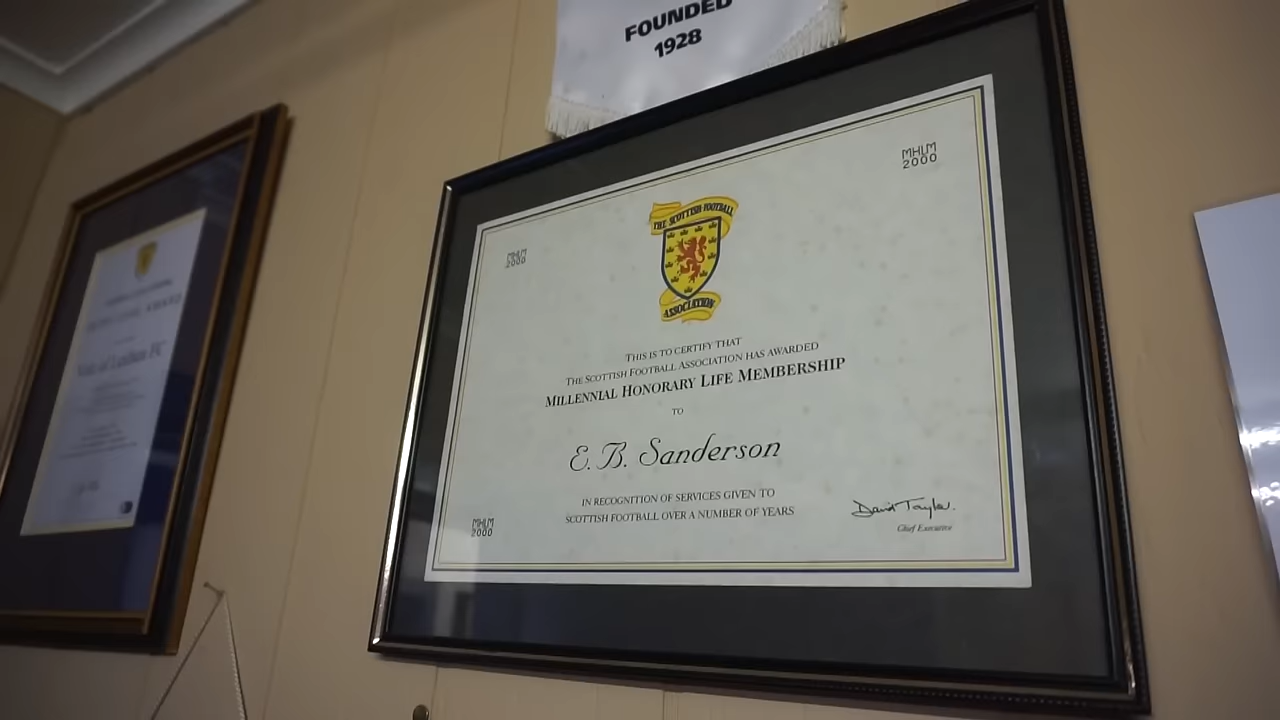 FOUNDED
1928
MHLM
2000
MHLM
2000
THE SCOTTISH FOOTBALL
ASSOCIATION
THIS IS TO CERTIFY THAT
THE SCOTTISH FOOTBALL ASSOCIATION HAS AWARDED
MILLENNIAL HONORARY LIFE MEMBERSHIP
TO
E. B. Sanderson
IN RECOGNITION OF SERVICES GIVEN TO
SCOTTISH FOOTBALL OVER A NUMBER OF YEARS
David Taylor.
Chief Executive
MHLM
2000